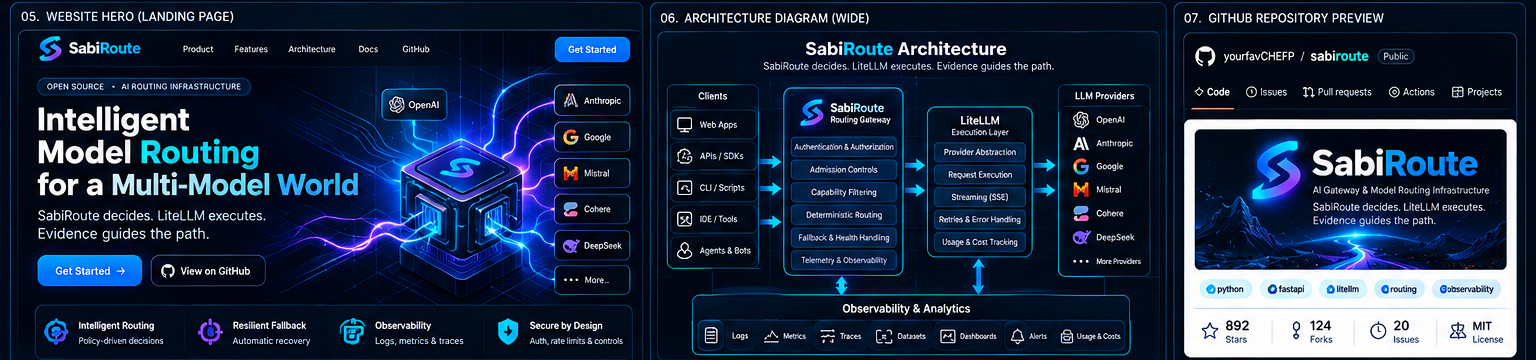 05. WEBSITE HERO (LANDING PAGE)
SabiRoute
Product
Features
Architecture
Docs
GitHub
Get Started
OPEN SOURCE • AI ROUTING INFRASTRUCTURE
Intelligent
Model Routing
for a Multi-Model World
SabiRoute decides. LiteLLM executes.
Evidence guides the path.
Get Started →
View on GitHub
OpenAI
Anthropic
Google
Mistral
Cohere
DeepSeek
More..
Intelligent Routing
Policy-driven decisions
Resilient Fallback
Automatic recovery
Observability
Logs, metrics & traces
Secure by Design
Auth, rate limits & controls
06. ARCHITECTURE DIAGRAM (WIDE)
SabiRoute Architecture
SabiRoute decides. LiteLLM executes. Evidence guides the path.
Clients
Web Apps
APIs / SDKs
CLI / Scripts
IDE / Tools
Agents & Bots
SabiRoute
Routing Gateway
Authentication & Authorization
Admission Controls
Capability Filtering
Deterministic Routing
Fallback & Health Handling
Telemetry & Observability
LiteLLM
Execution Layer
Provider Abstraction
Request Execution
Streaming (SSE)
Retries & Error Handling
Usage & Cost Tracking
LLM Providers
OpenAI
Anthropic
Google
Mistral
Cohere
DeepSeek
More Providers
Observability & Analytics
Logs
Metrics
Traces
Datasets
Dashboards
Alerts
Usage & Costs
07. GITHUB REPOSITORY PREVIEW
yourfavCHEFP / sabiroute
Public
Code
Issues
Pull requests
Actions
Projects
SabiRoute
AI Gateway & Model Routing Infrastructure
SabiRoute decides. LiteLLM executes.
Evidence guides the path.
python
fastapi
litellm
routing
observability
892
Stars
124
Forks
20
Issues
MIT
License